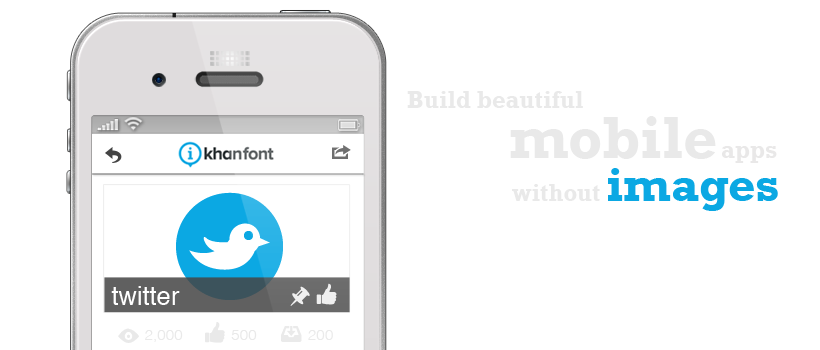 Build beautiful
mobile apps
without images
khanfont
twitter
2,000 500 200